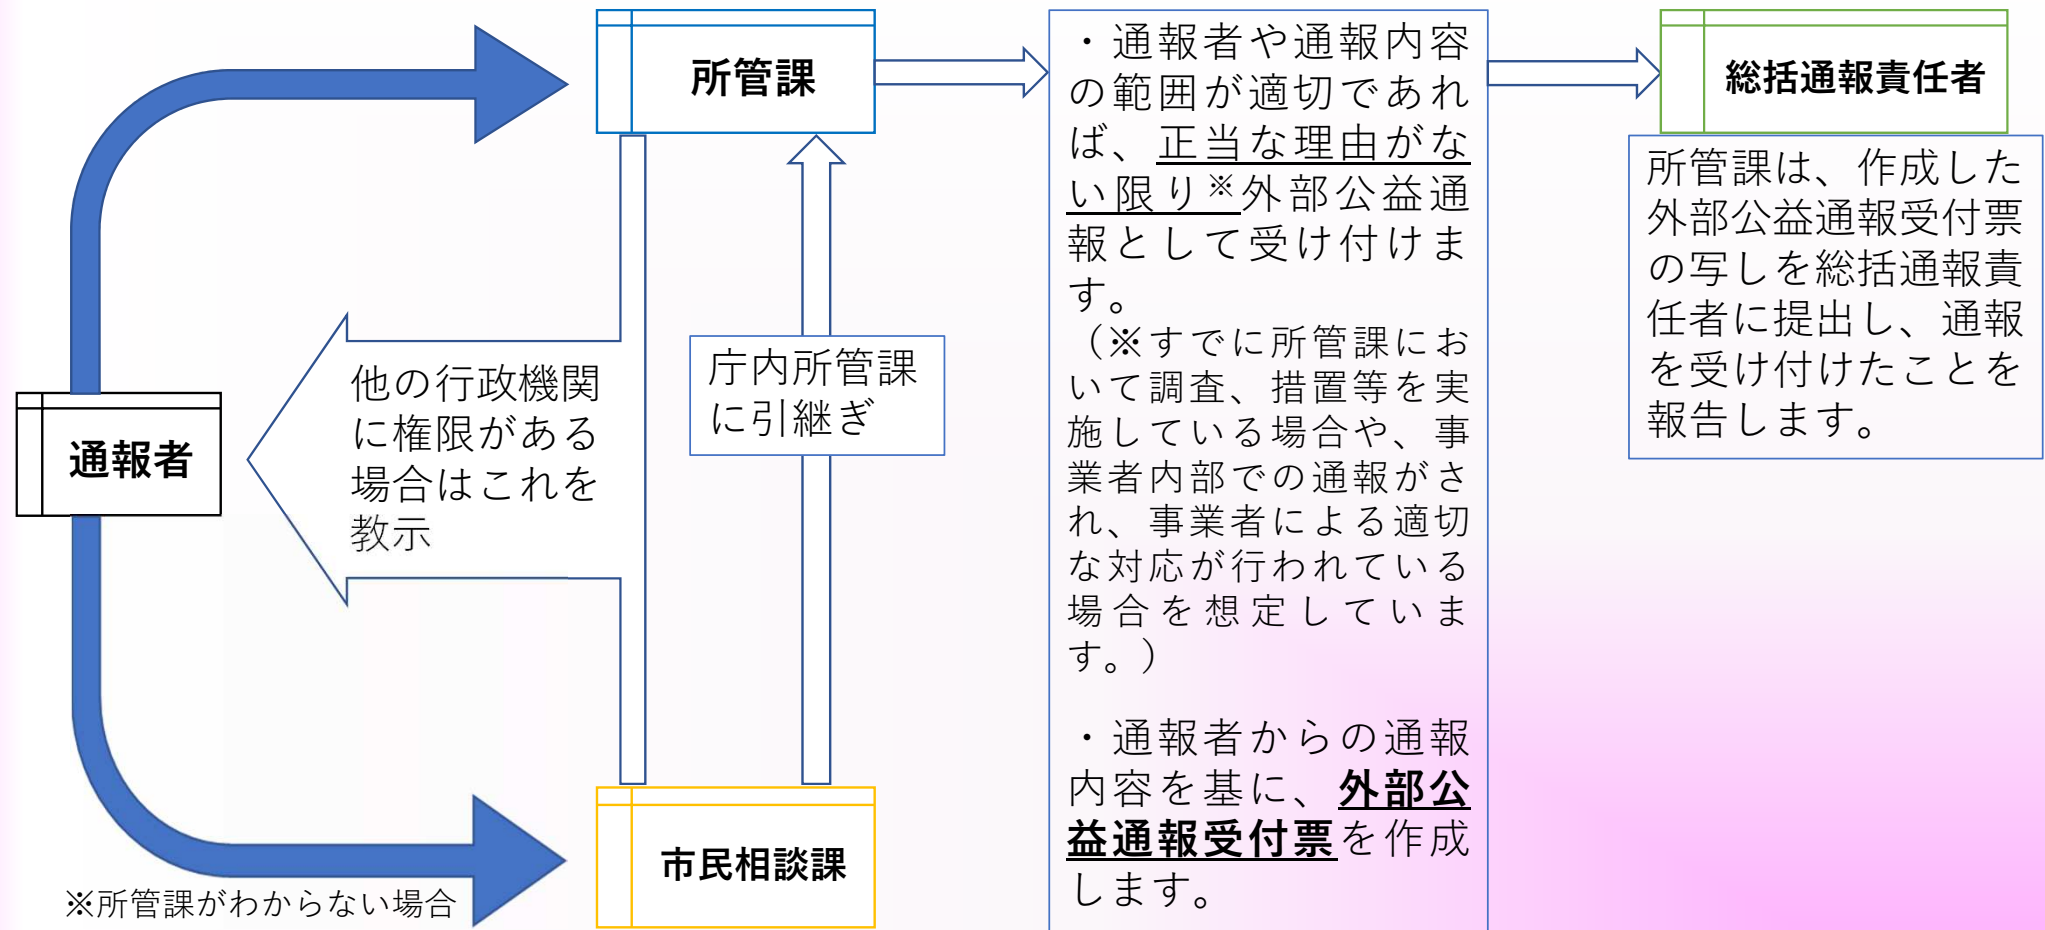 所管課
・通報者や通報内容
の範囲が適切であれ
ば、正当な理由がな
い限り※外部公益通
報として受け付けま
す。
（※すでに所管課にお
いて調査、措置等を実
施している場合や、事
業者内部での通報がさ
れ、事業者による適切
な対応が行われている
場合を想定していま
す。）
・通報者からの通報
内容を基に、外部公
益通報受付票を作成
します。
総括通報責任者
所管課は、作成した
外部公益通報受付票
の写しを総括通報責
任者に提出し、通報
を受け付けたことを
報告します。
通報者
他の行政機関
に権限がある
場合はこれを
教示
庁内所管課
に引継ぎ
市民相談課
※所管課がわからない場合